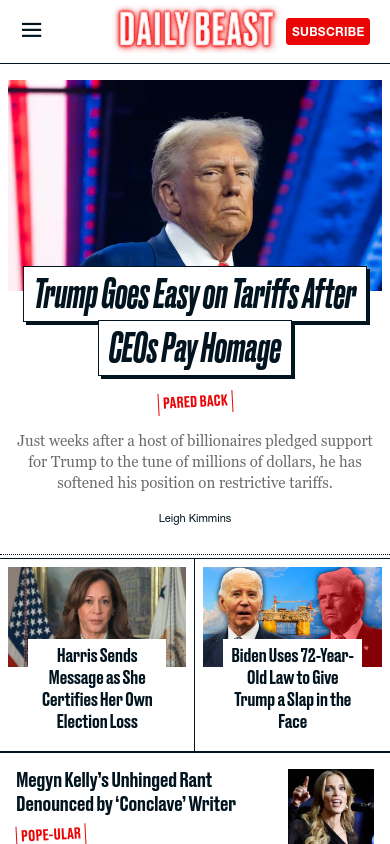 DAILY BEAST
SUBSCRIBE
Trump Goes Easy on Tariffs After
CEOs Pay Homage
PARED BACK
Just weeks after a host of billionaires pledged support
for Trump to the tune of millions of dollars, he has
softened his position on restrictive tariffs.
Leigh Kimmins
Harris Sends
Message as She
Certifies Her Own
Election Loss
Biden Uses 72-Year-
Old Law to Give
Trump a Slap in the
Face
Megyn Kelly’s Unhinged Rant
Denounced by ‘Conclave’ Writer
POPE-ULAR